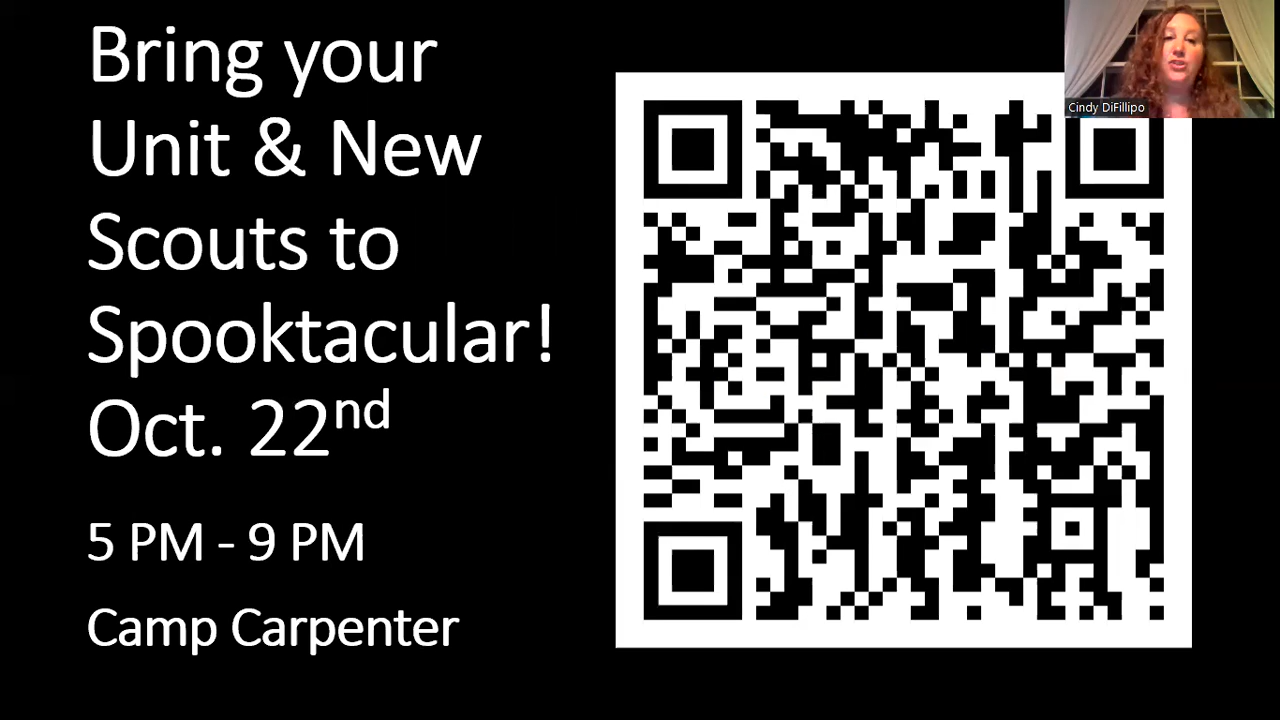 Bring your
Unit & New
Scouts to
Spooktacular!
Oct. 22nd
5 PM - 9 PM
Camp Carpenter
Cindy DiFillipo